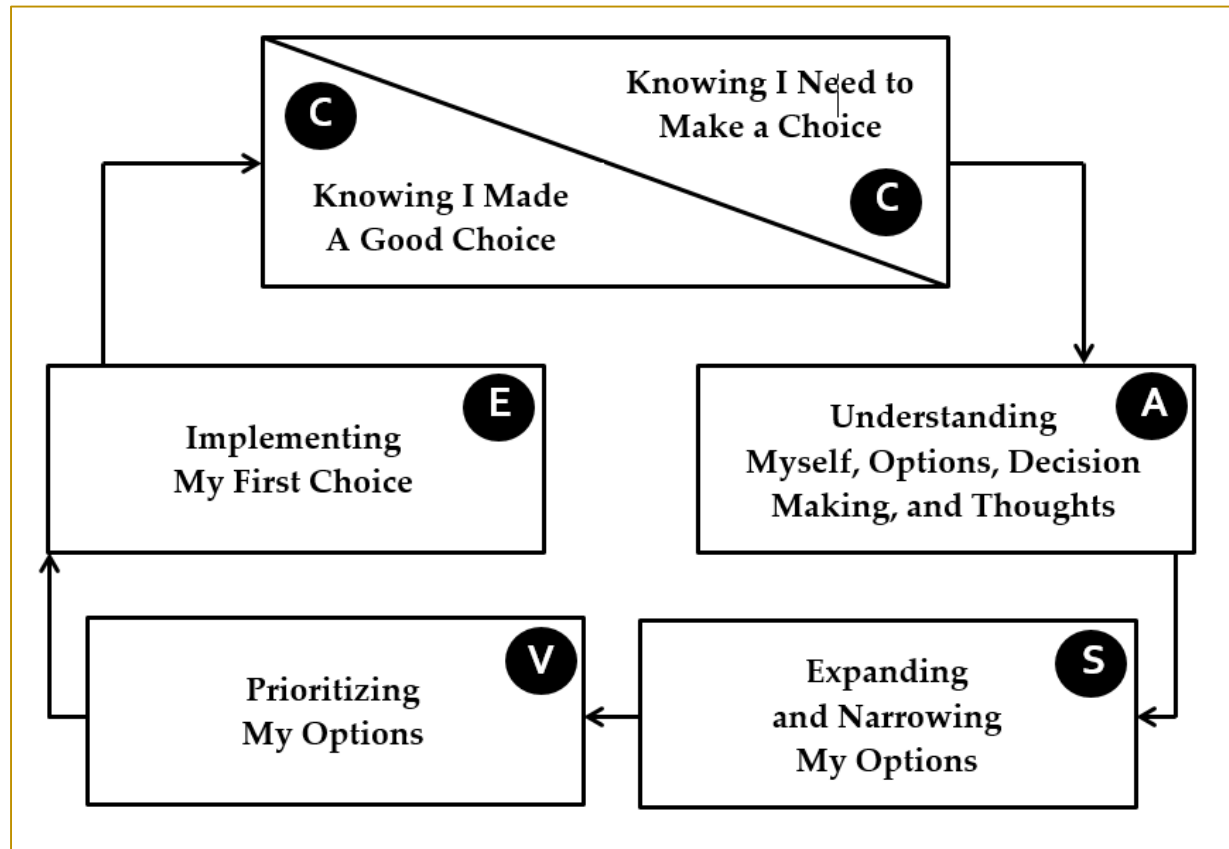 Knowing I Need to
Make a Choice
C
C
Knowing I Made
A Good Choice
A
Understanding
Myself, Options, Decision
Making, and Thoughts
S
Expanding
and Narrowing
My Options
V
Prioritizing
My Options
E
Implementing
My First Choice